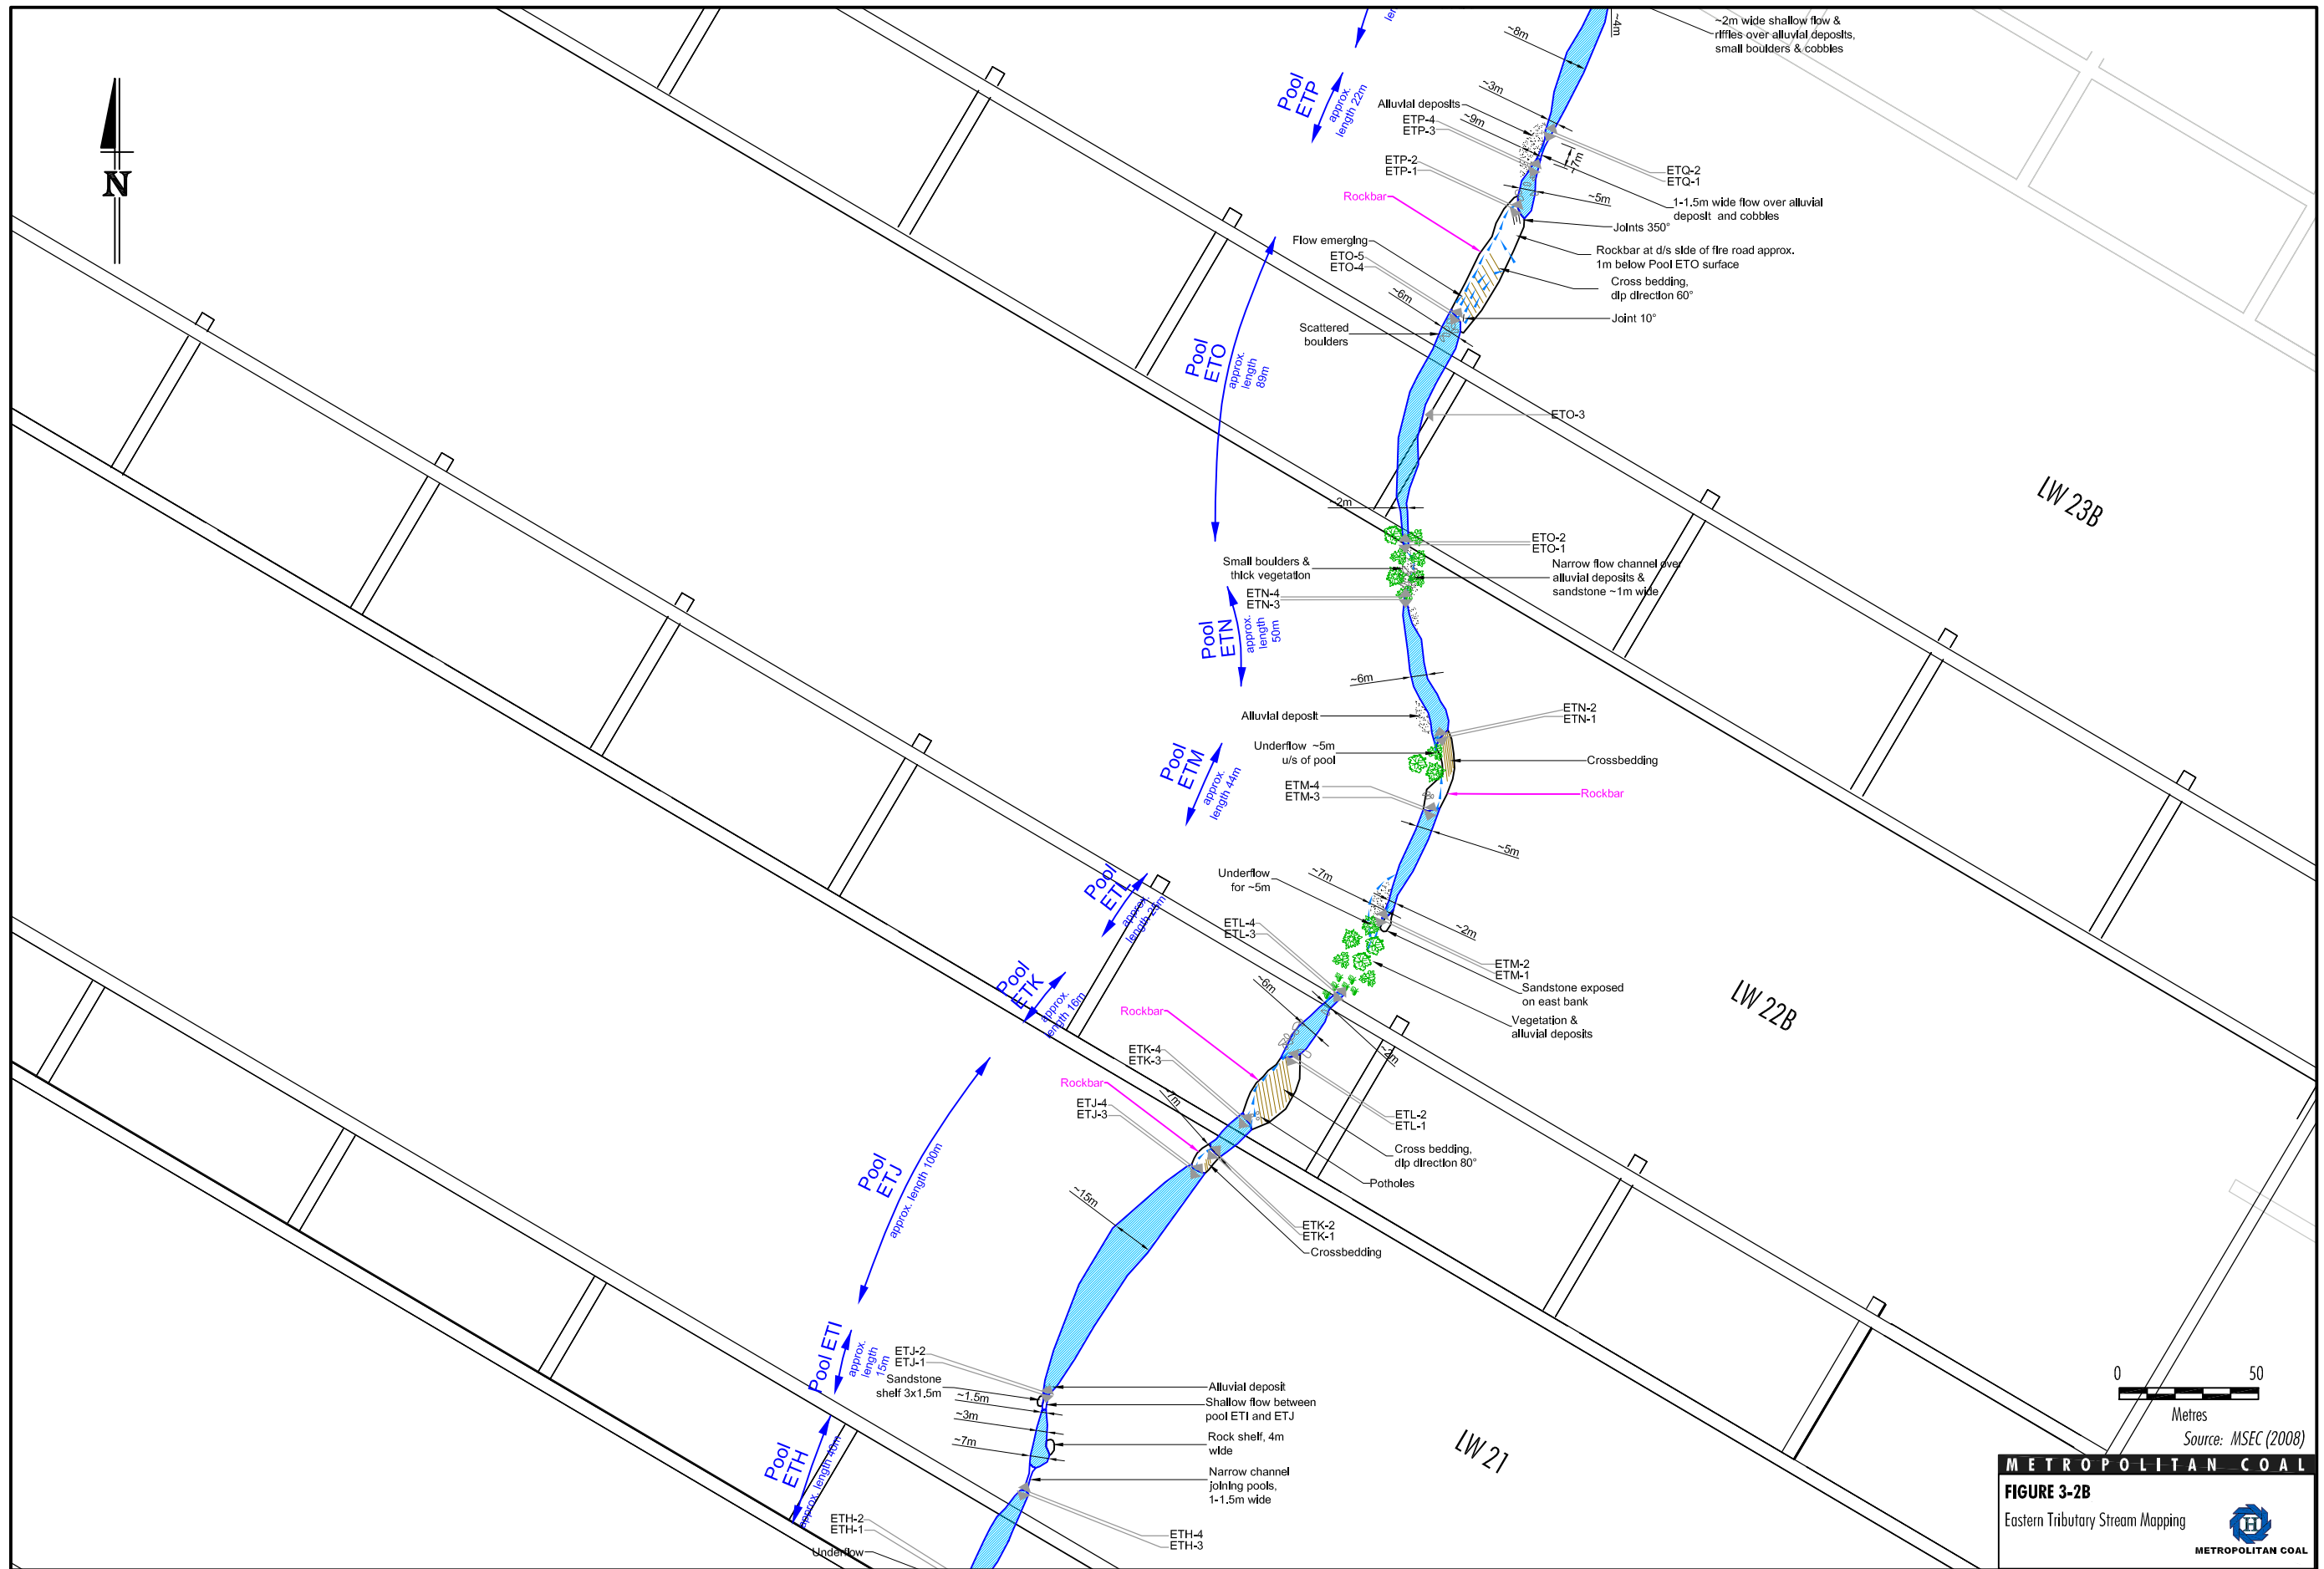 ~2m wide shallow flow &
riffles over alluvial deposits,
small boulders & cobbles
~4m
~8m
~3m
N
Pool
ETP
approx.
length 22m
Alluvial deposits
~9m
ETP-4
ETP-3
~7m
ETP-2
ETP-1
ETQ-2
ETQ-1
Rockbar
~5m
1-1.5m wide flow over alluvial
deposit and cobbles
Joints 350°
Flow emerging
ETO-5
ETO-4
Rockbar at d/s side of fire road approx.
1m below Pool ETO surface
Cross bedding,
dip direction 60°
~6m
Joint 10°
Scattered
boulders
Pool
ETO
approx.
length
89m
ETO-3
LW 23B
~2m
ETO-2
ETO-1
Small boulders &
thick vegetation
Narrow flow channel over
alluvial deposits &
sandstone ~1m wide
ETN-4
ETN-3
Pool
ETN
approx.
length
50m
~6m
Alluvial deposit
ETN-2
ETN-1
Underflow ~5m
u/s of pool
Crossbedding
Pool
ETM
approx.
length 44m
ETM-4
ETM-3
Rockbar
~5m
Underflow
for ~5m
~7m
Pool
ETL
approx.
length 25m
ETL-4
ETL-3
~2m
ETM-2
ETM-1
Sandstone exposed
on east bank
Vegetation &
alluvial deposits
LW 22B
Pool
ETK
approx.
length 16m
~6m
Rockbar
~2m
ETK-4
ETK-3
Rockbar
~7m
ETJ-4
ETJ-3
ETL-2
ETL-1
Cross bedding,
dip direction 80°
Potholes
Pool
ETJ
approx. length 100m
~15m
ETK-2
ETK-1
Crossbedding
Pool ETI
approx.
length
15m
ETJ-2
ETJ-1
Sandstone
shelf 3x1.5m
~1.5m
~3m
~7m
Alluvial deposit
Shallow flow between
pool ETI and ETJ
Rock shelf, 4m
wide
Narrow channel
joining pools,
1-1.5m wide
Pool
ETH
approx. length 40m
ETH-2
ETH-1
Underflow
ETH-4
ETH-3
LW 21
0 50
Metres
Source: MSEC (2008)
METROPOLITAN COAL
FIGURE 3-2B
Eastern Tributary Stream Mapping
H
METROPOLITAN COAL